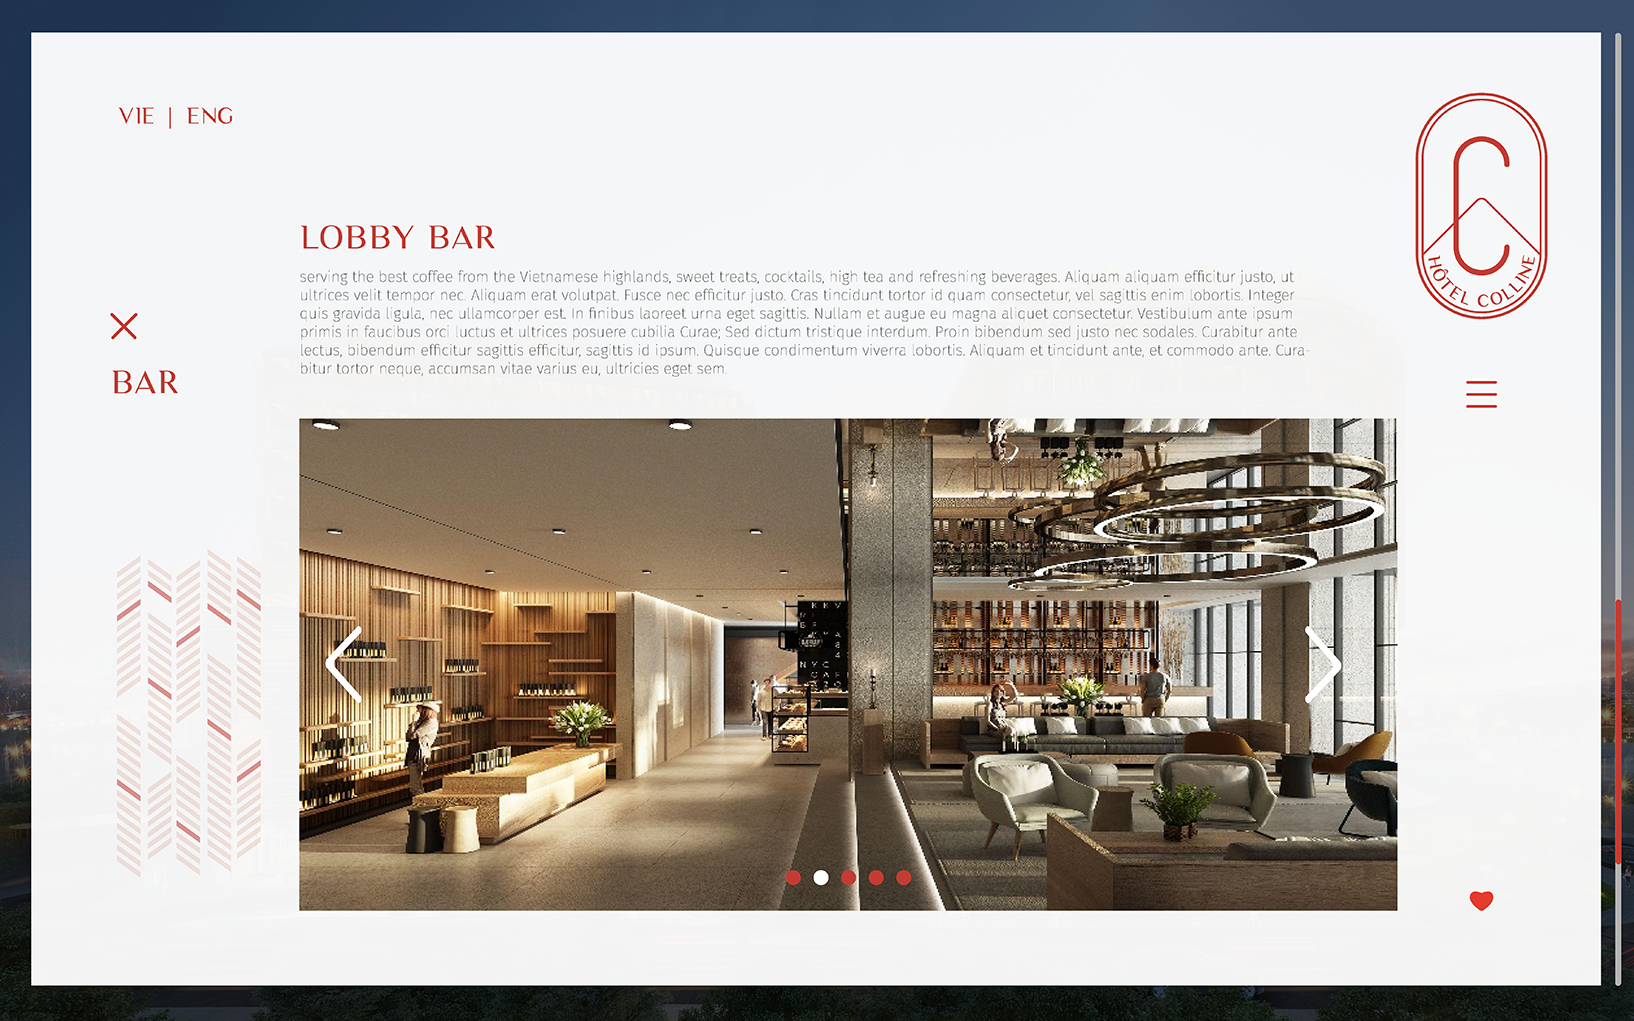 VIE | ENG
HÔTEL COLLINE
LOBBY BAR
serving the best coffee from the Vietnamese highlands, sweet treats, cocktails, high tea and refreshing beverages. Aliquam aliquam efficitur justo, ut
ultrices velit tempor nec. Aliquam erat volutpat. Fusce nec efficitur justo. Cras tincidunt tortor id quam consectetur, vel sagittis enim lobortis. Integer
quis gravida ligula, nec ullamcorper est. In finibus laoreet urna eget sagittis. Nullam et augue eu magna aliquet consectetur. Vestibulum ante ipsum
primis in faucibus orci luctus et ultrices posuere cubilia Curae; Sed dictum tristique interdum. Proin bibendum sed justo nec sodales. Curabitur ante
lectus, bibendum efficitur sagittis efficitur, sagittis id ipsum. Quisque condimentum viverra lobortis. Aliquam et tincidunt ante, et commodo ante. Cura-
bitur tortor neque, accumsan vitae varius eu, ultricies eget sem.
BAR